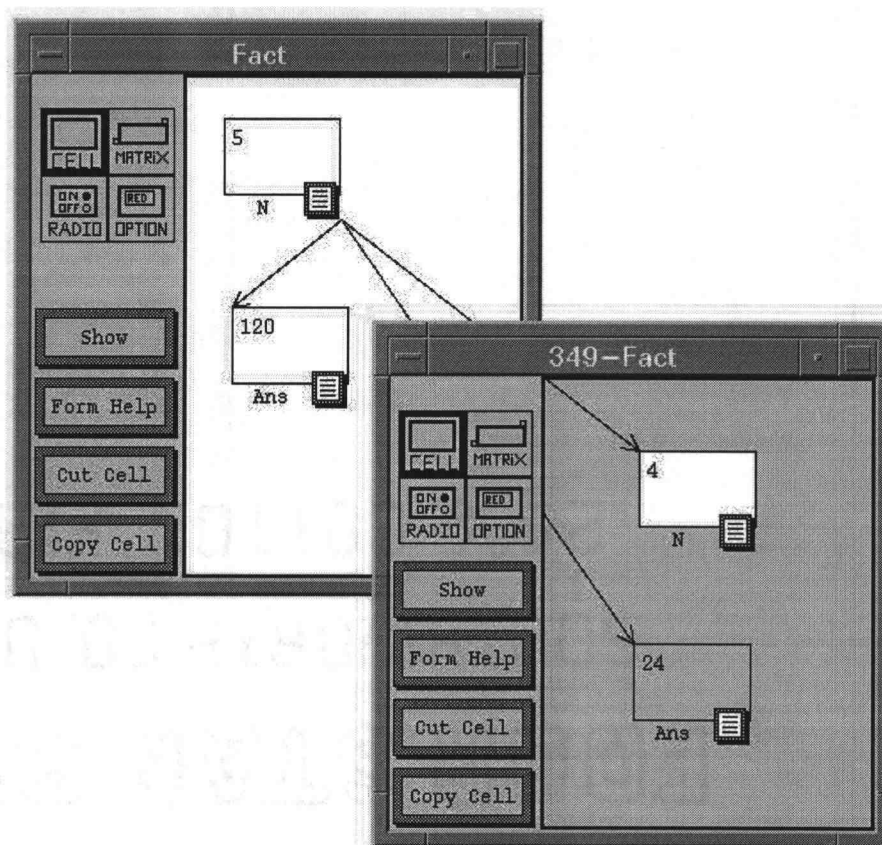 Fact
CELL MATRIX
ON
OFF
RED
RADIO OPTION
5
N
120
Ans
Show
Form Help
Cut Cell
Copy Cell
349-Fact
CELL MATRIX
ON
OFF
RED
RADIO OPTION
4
N
24
Ans
Show
Form Help
Cut Cell
Copy Cell